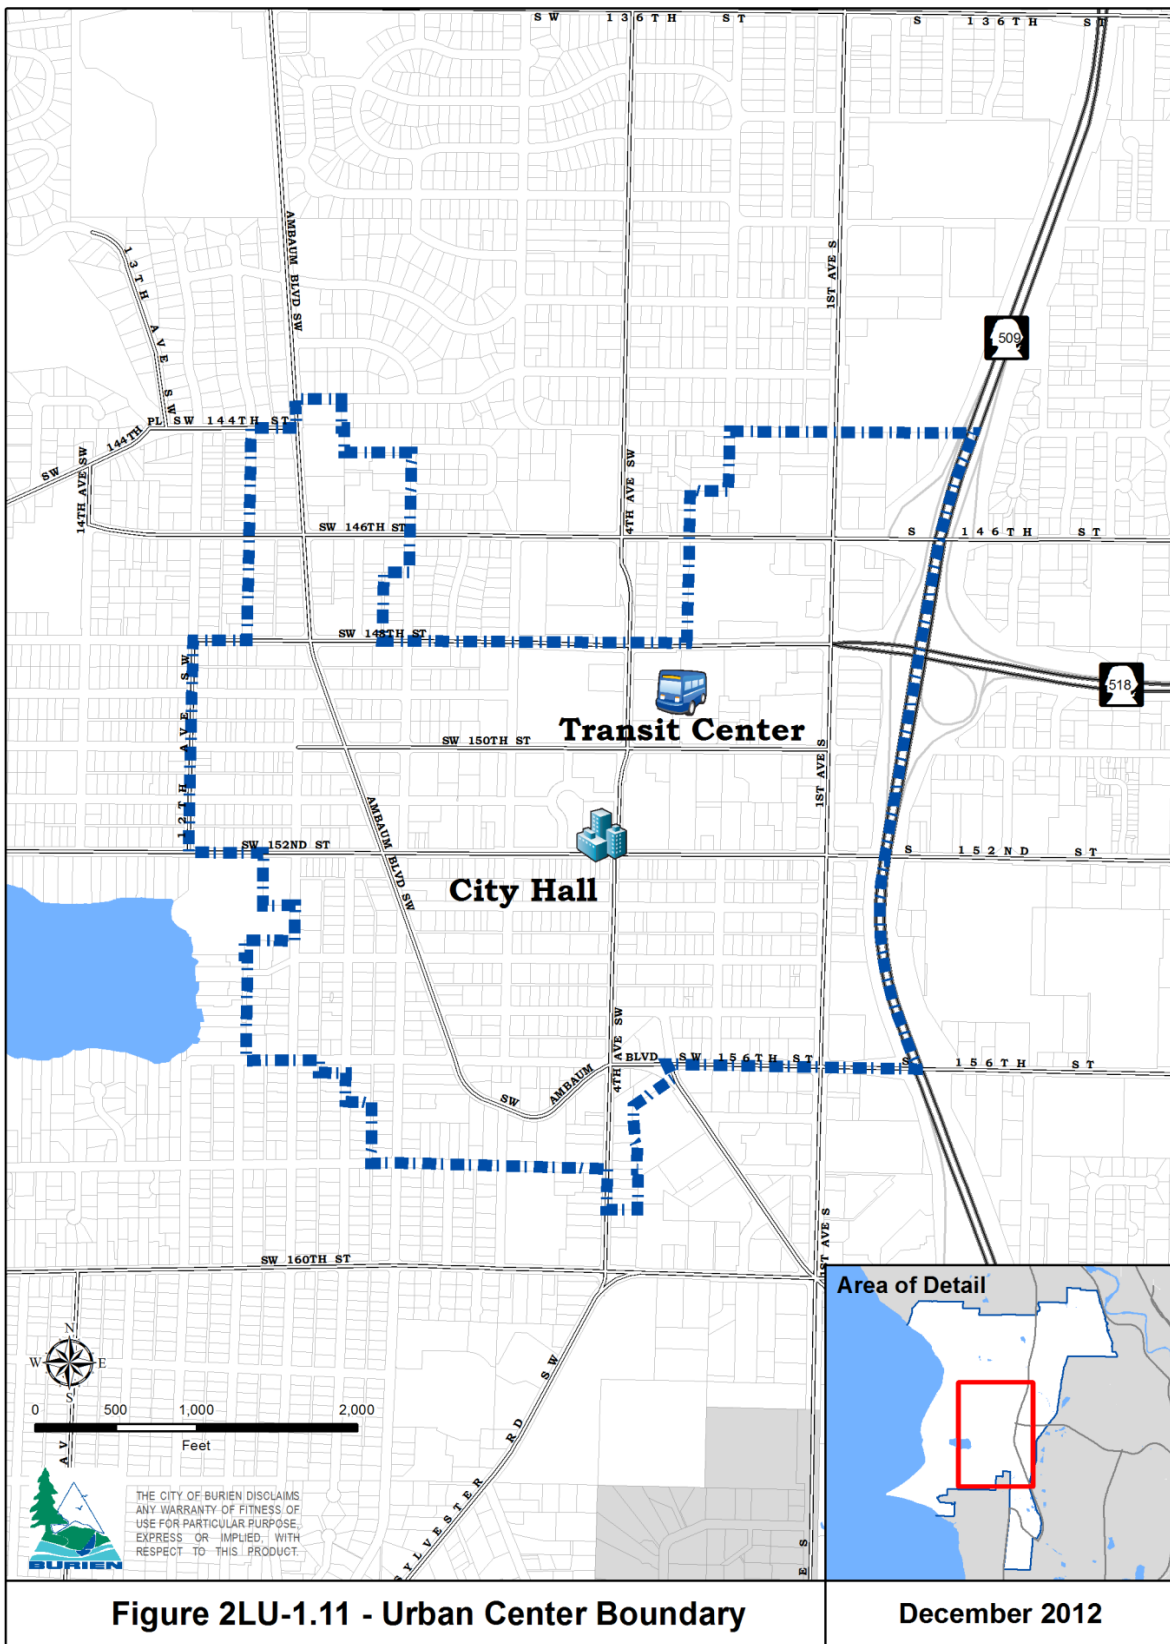 SW 136TH ST
S 136TH ST
AMBAUM BLVD SW
1ST AVE S
13TH AVE SW
509
PL SW 144TH ST
SW 144TH
14TH AVE SW
4TH AVE SW
SW 146TH ST
S 146TH ST
SW 148TH ST
12TH AVE SW
518
Transit Center
SW 150TH ST
1ST AVE S
AMBAUM BLVD SW
SW 152ND ST
S 152ND ST
City Hall
4TH AVE SW
BLVD SW 156TH ST
S 156TH ST
SW AMBAUM
SW 160TH ST
1ST AVE S
Area of Detail
N
W E
S
0 500 1,000 2,000
Feet
AV
SYLVESTER RD SW
E S
THE CITY OF BURIEN DISCLAIMS
ANY WARRANTY OF FITNESS OF
USE FOR PARTICULAR PURPOSE,
EXPRESS OR IMPLIED, WITH
RESPECT TO THIS PRODUCT.
BURIEN
Figure 2LU-1.11 - Urban Center Boundary
December 2012